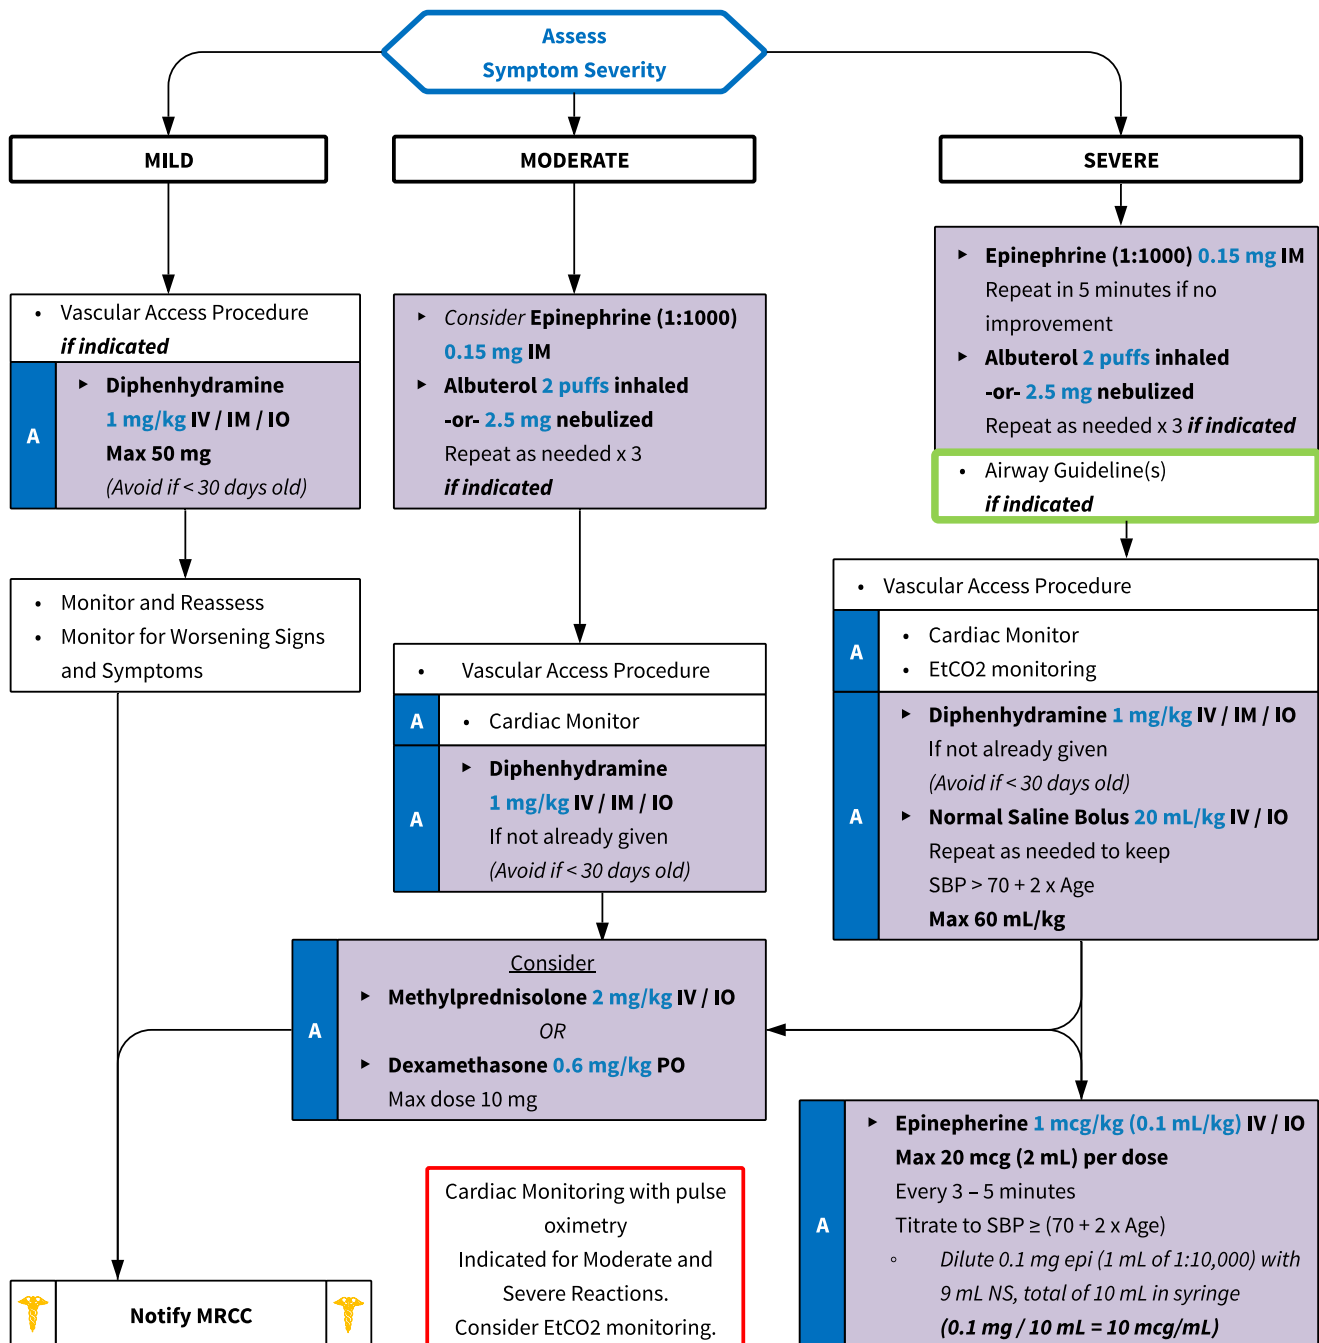 Assess
Symptom Severity
MILD
MODERATE
SEVERE
• Vascular Access Procedure
if indicated
A
▸ Diphenhydramine
1 mg/kg IV / IM / IO
Max 50 mg
(Avoid if < 30 days old)
• Monitor and Reassess
• Monitor for Worsening Signs
and Symptoms
▸ Consider Epinephrine (1:1000)
0.15 mg IM
▸ Albuterol 2 puffs inhaled
-or- 2.5 mg nebulized
Repeat as needed x 3
if indicated
• Vascular Access Procedure
A
• Cardiac Monitor
A
▸ Diphenhydramine
1 mg/kg IV / IM / IO
If not already given
(Avoid if < 30 days old)
▸ Epinephrine (1:1000) 0.15 mg IM
Repeat in 5 minutes if no
improvement
▸ Albuterol 2 puffs inhaled
-or- 2.5 mg nebulized
Repeat as needed x 3 if indicated
• Airway Guideline(s)
if indicated
• Vascular Access Procedure
A
• Cardiac Monitor
• EtCO2 monitoring
A
▸ Diphenhydramine 1 mg/kg IV / IM / IO
If not already given
(Avoid if < 30 days old)
▸ Normal Saline Bolus 20 mL/kg IV / IO
Repeat as needed to keep
SBP > 70 + 2 x Age
Max 60 mL/kg
A
Consider
▸ Methylprednisolone 2 mg/kg IV / IO
OR
▸ Dexamethasone 0.6 mg/kg PO
Max dose 10 mg
A
▸ Epinepherine 1 mcg/kg (0.1 mL/kg) IV / IO
Max 20 mcg (2 mL) per dose
Every 3 – 5 minutes
Titrate to SBP ≥ (70 + 2 x Age)
◦ Dilute 0.1 mg epi (1 mL of 1:10,000) with
9 mL NS, total of 10 mL in syringe
(0.1 mg / 10 mL = 10 mcg/mL)
Cardiac Monitoring with pulse
oximetry
Indicated for Moderate and
Severe Reactions.
Consider EtCO2 monitoring.
Notify MRCC